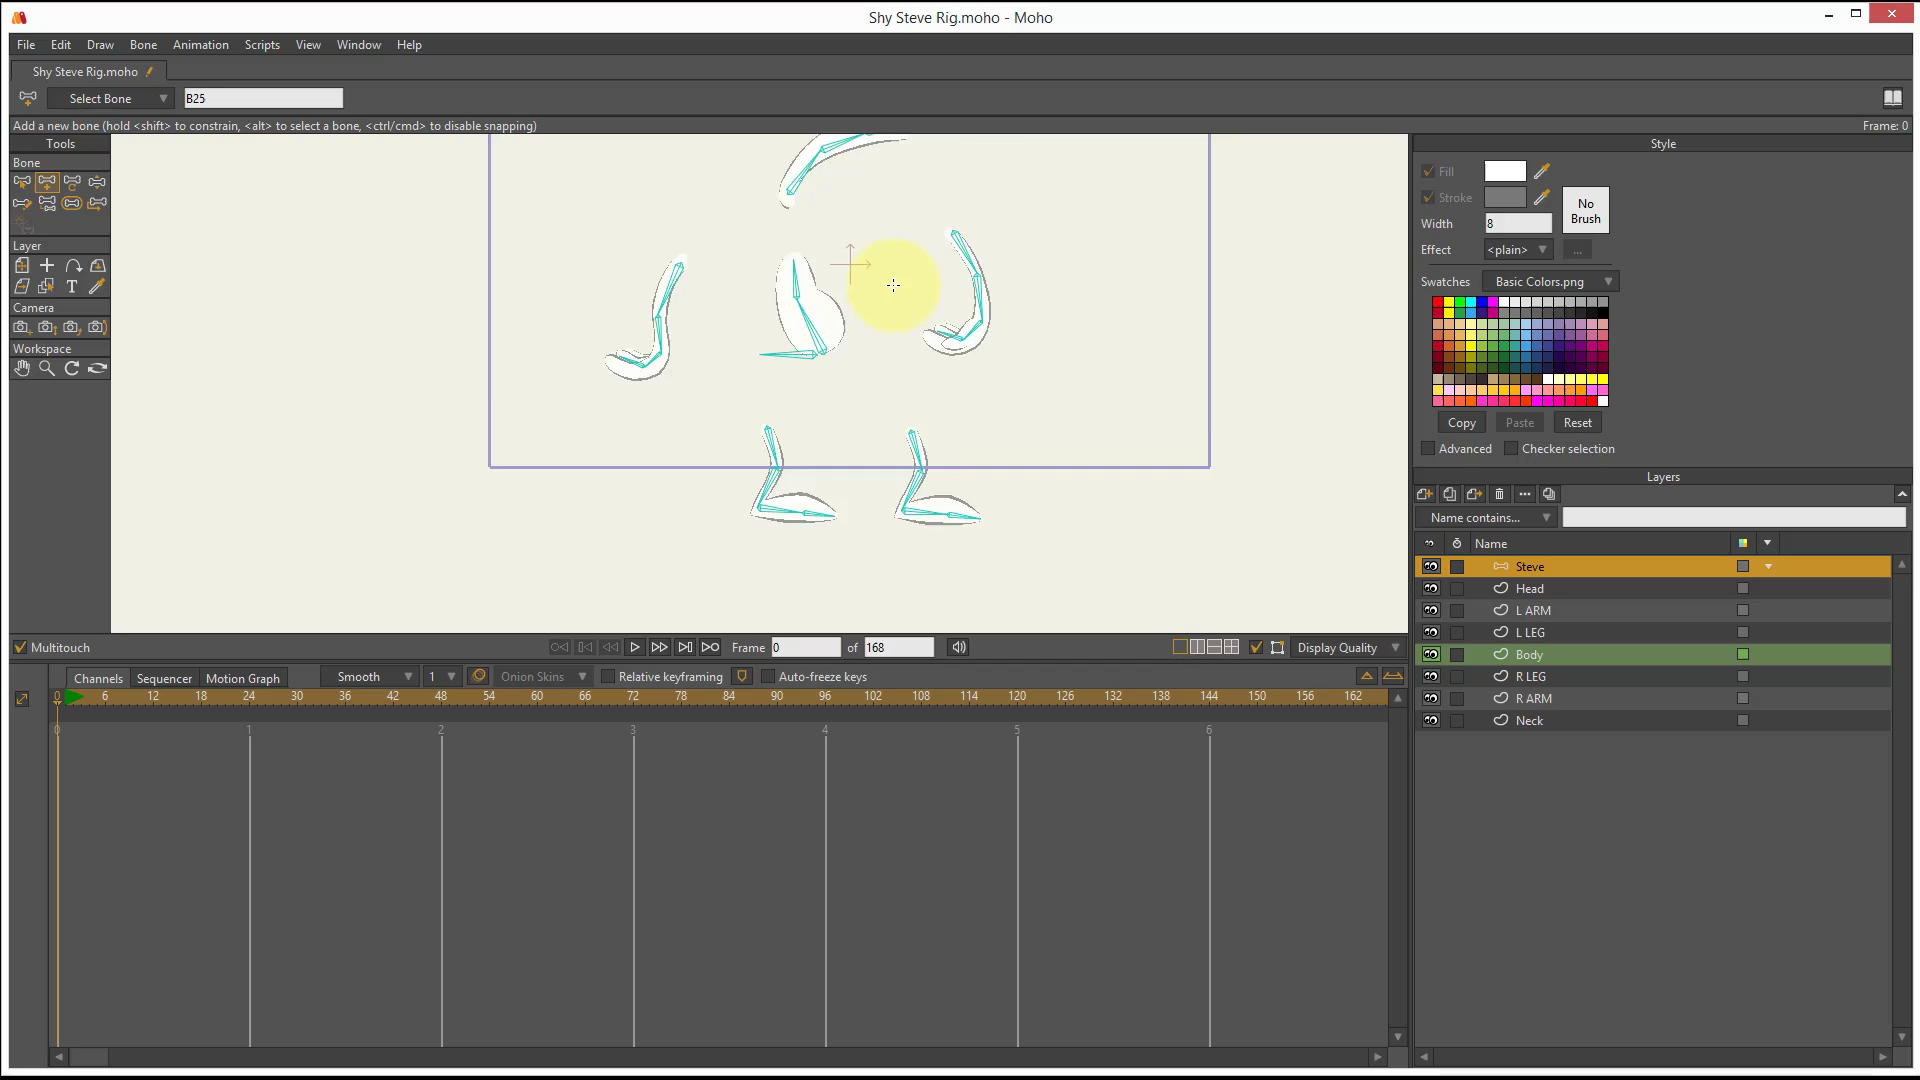 Shy Steve Rig.moho - Moho
File Edit Draw Bone Animation Scripts View Window Help
Shy Steve Rig.moho
Select Bone B25
Add a new bone (hold <shift> to constrain, <alt> to select a bone, <ctrl/cmd> to disable snapping) Frame: 0
Tools
Bone
Layer
Camera
Workspace
Style
Fill
Stroke
No Brush
Width 8
Effect <plain> ...
Swatches Basic Colors.png
Copy Paste Reset
Advanced Checker selection
Layers
Name contains...
Name
Steve
Head
L ARM
L LEG
Body
R LEG
R ARM
Neck
Multitouch Frame 0 of 168 Display Quality
Channels Sequencer Motion Graph Smooth 1 Onion Skins Relative keyframing Auto-freeze keys
0 6 12 18 24 30 36 42 48 54 60 66 72 78 84 90 96 102 108 114 120 126 132 138 144 150 156 162
0 1 2 3 4 5 6